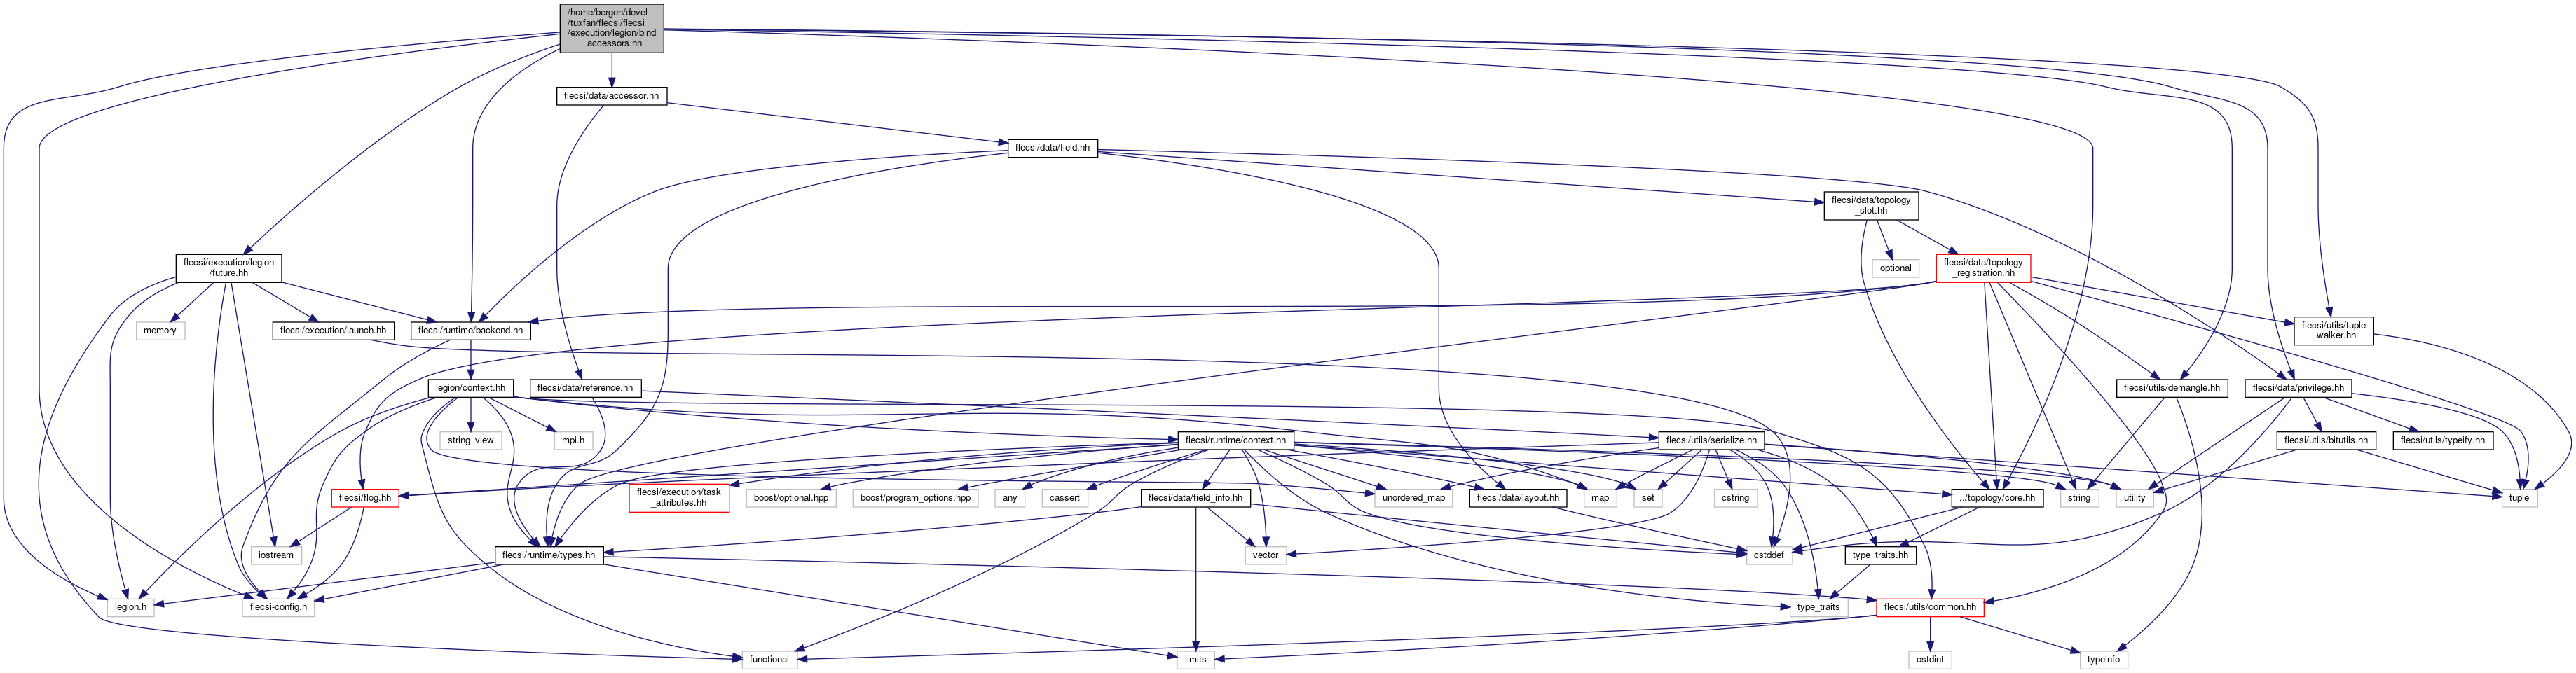 /home/bergen/devel
/tuxfan/flecsi/flecsi
/execution/legion/bind
_accessors.hh
flecsi/data/accessor.hh
flecsi/data/field.hh
flecsi/data/topology
_slot.hh
flecsi/execution/legion
/future.hh
optional
flecsi/data/topology
_registration.hh
memory
flecsi/execution/launch.hh
flecsi/runtime/backend.hh
flecsi/utils/tuple
_walker.hh
legion/context.hh
flecsi/data/reference.hh
flecsi/utils/demangle.hh
flecsi/data/privilege.hh
string_view
mpi.h
flecsi/runtime/context.hh
flecsi/utils/serialize.hh
flecsi/utils/bitutils.hh
flecsi/utils/typeify.hh
flecsi/flog.hh
flecsi/execution/task
_attributes.hh
boost/optional.hpp
boost/program_options.hpp
any
cassert
flecsi/data/field_info.hh
unordered_map
flecsi/data/layout.hh
map
set
cstring
../topology/core.hh
string
utility
tuple
iostream
flecsi/runtime/types.hh
vector
cstddef
type_traits.hh
legion.h
flecsi-config.h
type_traits
flecsi/utils/common.hh
functional
limits
cstdint
typeinfo